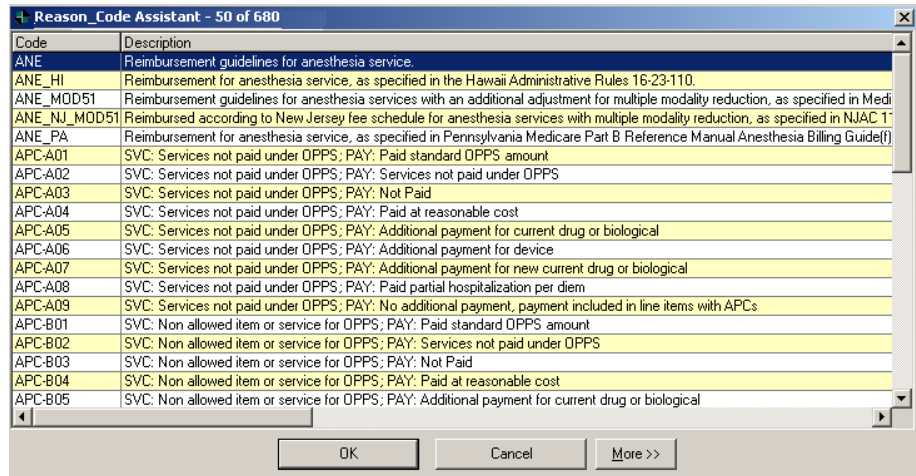 Reason_Code Assistant - 50 of 680
Code Description
ANE Reimbursement guidelines for anesthesia service.
ANE_HI Reimbursement for anesthesia service, as specified in the Hawaii Administrative Rules 16-23-110.
ANE_MOD51 Reimbursement guidelines for anesthesia services with an additional adjustment for multiple modality reduction, as specified in Medi
ANE_NJ_MOD51 Reimbursed according to New Jersey fee schedule for anesthesia services with multiple modality reduction, as specified in NJAC 11
ANE_PA Reimbursement for anesthesia service, as specified in Pennsylvania Medicare Part B Reference Manual Anesthesia Billing Guide(f)
APC-A01 SVC: Services not paid under OPPS; PAY: Paid standard OPPS amount
APC-A02 SVC: Services not paid under OPPS; PAY: Services not paid under OPPS
APC-A03 SVC: Services not paid under OPPS; PAY: Not Paid
APC-A04 SVC: Services not paid under OPPS; PAY: Paid at reasonable cost
APC-A05 SVC: Services not paid under OPPS; PAY: Additional payment for current drug or biological
APC-A06 SVC: Services not paid under OPPS; PAY: Additional payment for device
APC-A07 SVC: Services not paid under OPPS; PAY: Additional payment for new current drug or biological
APC-A08 SVC: Services not paid under OPPS; PAY: Paid partial hospitalization per diem
APC-A09 SVC: Services not paid under OPPS; PAY: No additional payment, payment included in line items with APCs
APC-B01 SVC: Non allowed item or service for OPPS; PAY: Paid standard OPPS amount
APC-B02 SVC: Non allowed item or service for OPPS; PAY: Services not paid under OPPS
APC-B03 SVC: Non allowed item or service for OPPS; PAY: Not Paid
APC-B04 SVC: Non allowed item or service for OPPS; PAY: Paid at reasonable cost
APC-B05 SVC: Non allowed item or service for OPPS; PAY: Additional payment for current drug or biological
OK Cancel More >>